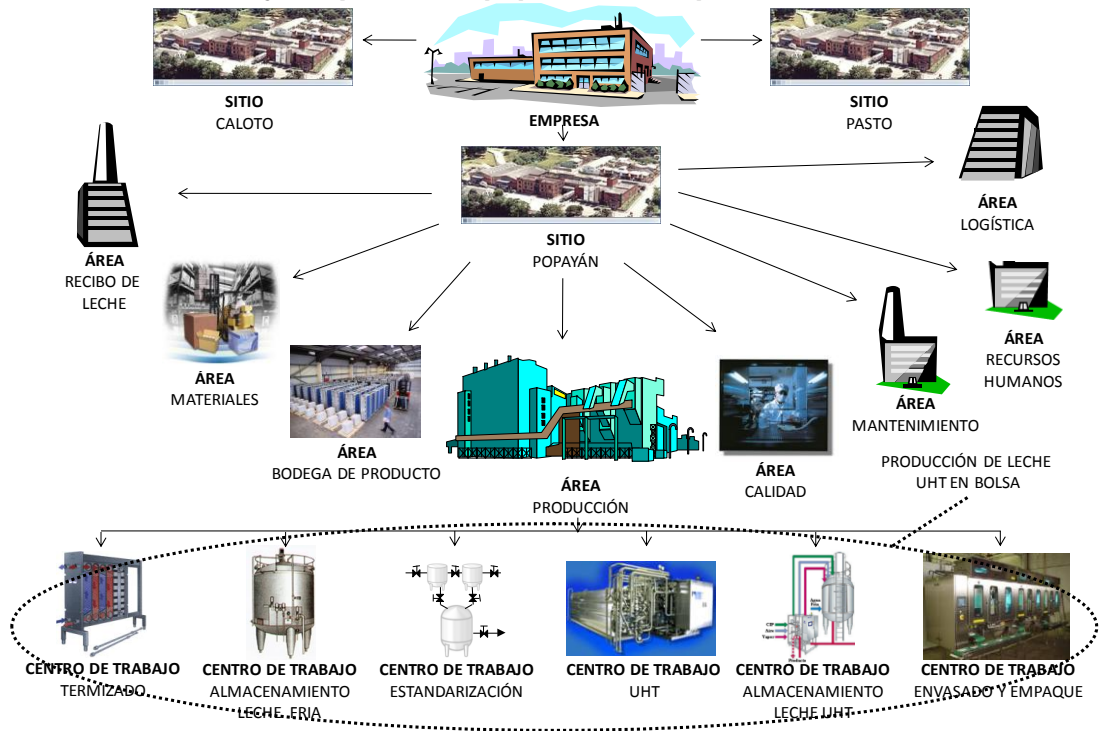 SITIO
CALOTO
EMPRESA
SITIO
PASTO
SITIO
POPAYÁN
ÁREA
LOGÍSTICA
ÁREA
RECIBO DE
LECHE
ÁREA
MATERIALES
ÁREA
BODEGA DE PRODUCTO
ÁREA
PRODUCCIÓN
ÁREA
CALIDAD
ÁREA
MANTENIMIENTO
ÁREA
RECURSOS
HUMANOS
PRODUCCIÓN DE LECHE
UHT EN BOLSA
CENTRO DE TRABAJO
TERMIZADO
CENTRO DE TRABAJO
ALMACENAMIENTO
LECHE FRIA
CENTRO DE TRABAJO
ESTANDARIZACIÓN
CENTRO DE TRABAJO
UHT
CIP
Vapor
Producto
CENTRO DE TRABAJO
ALMACENAMIENTO
LECHE UHT
CENTRO DE TRABAJO
ENVASADO Y EMPAQUE